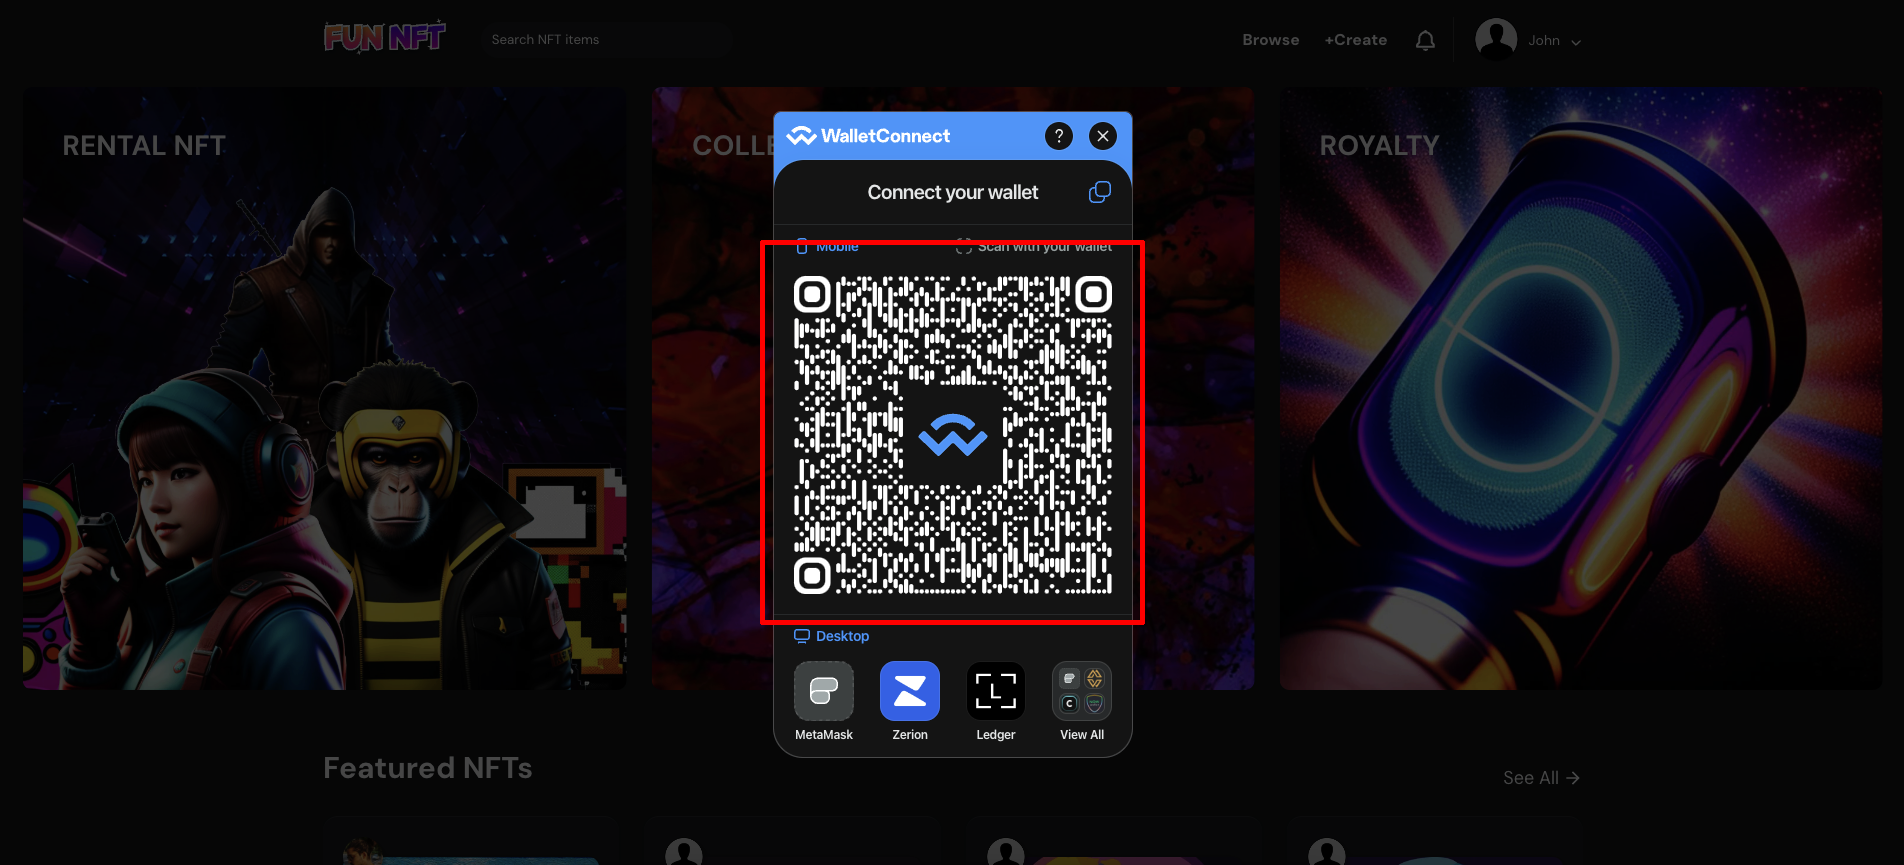 FUN NFT
Search NFT items
Browse
+Create
John
RENTAL NFT
COLLE
ROYALTY
WalletConnect
?
Connect your wallet
Mobile
Scan with your wallet
Desktop
L
C
MetaMask
Zerion
Ledger
View All
Featured NFTs
See All